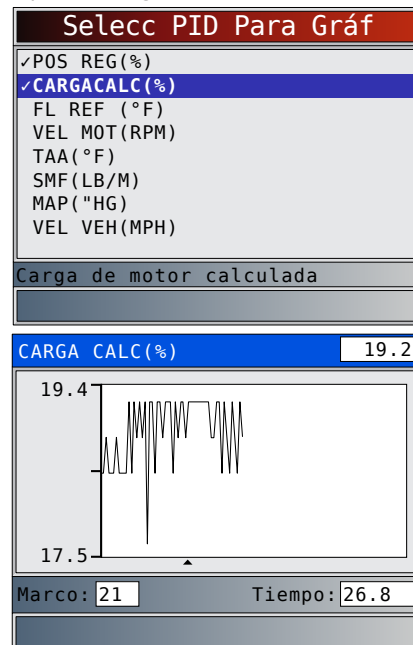 Selecc PID Para Gráf
✓POS REG(%)
✓CARGACALC(%)
FL REF (°F)
VEL MOT(RPM)
TAA(°F)
SMF(LB/M)
MAP("HG)
VEL VEH(MPH)
Carga de motor calculada
CARGA CALC(%) 19.2
19.4
17.5
Marco: 21 Tiempo: 26.8